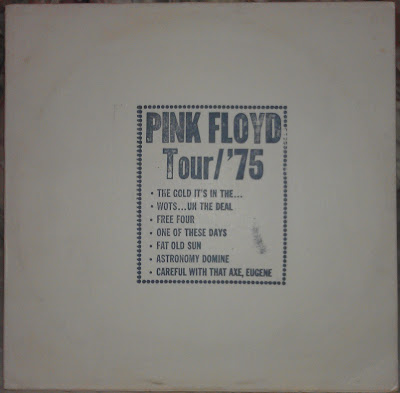 PINK FLOYD
Tour/'75
• THE GOLD IT'S IN THE...
• WOTS...UH THE DEAL
• FREE FOUR
• ONE OF THESE DAYS
• FAT OLD SUN
• ASTRONOMY DOMINE
• CAREFUL WITH THAT AXE, EUGENE